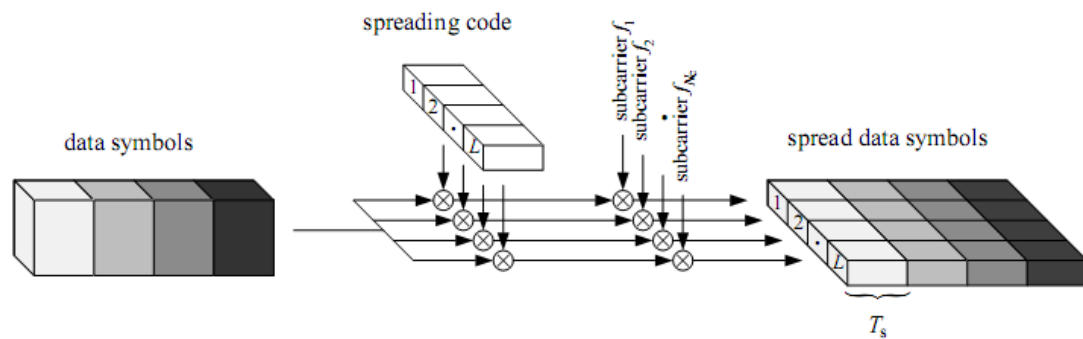 spreading code
subcarrier f1
subcarrier f2
•
subcarrier fNc
1
2
•
L
data symbols
spread data symbols
1
2
•
L
Ts